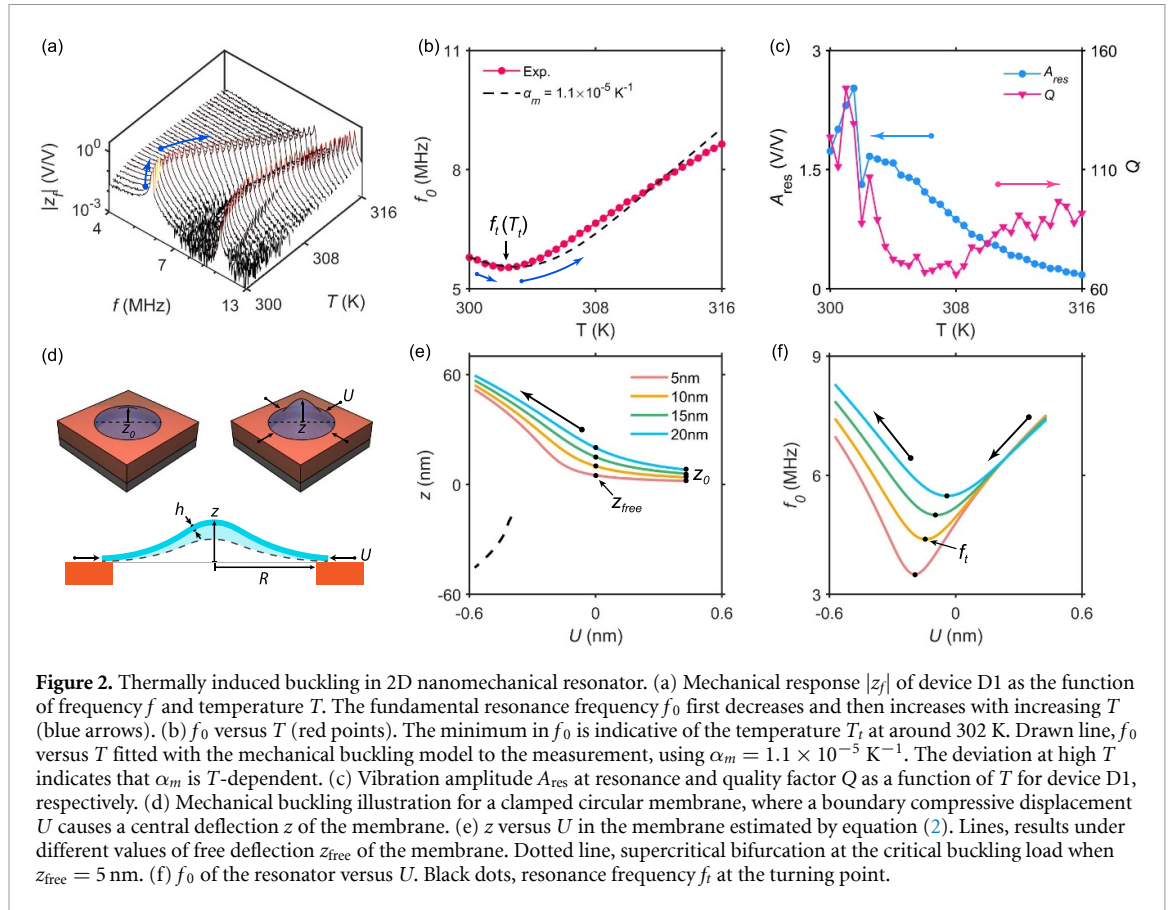 (a)
10⁰
|z_f| (V/V)
10⁻³
4
7
13
f (MHz)
300
308
316
T (K)
(b)
11
8
5
f₀ (MHz)
Exp.
α_m = 1.1×10⁻⁵ K⁻¹
f_t (T_t)
300
308
316
T (K)
(c)
3
1.5
0
A_res (V/V)
A_res
Q
160
110
60
Q
300
308
316
T (K)
(d)
z₀
z
U
h
z
U
R
(e)
60
0
-60
z (nm)
5nm
10nm
15nm
20nm
z₀
z_free
-0.6
0
0.6
U (nm)
(f)
9
6
3
f₀ (MHz)
f_t
-0.6
0
0.6
U (nm)
Figure 2. Thermally induced buckling in 2D nanomechanical resonator. (a) Mechanical response |z_f| of device D1 as the function
of frequency f and temperature T. The fundamental resonance frequency f₀ first decreases and then increases with increasing T
(blue arrows). (b) f₀ versus T (red points). The minimum in f₀ is indicative of the temperature T_t at around 302 K. Drawn line, f₀
versus T fitted with the mechanical buckling model to the measurement, using α_m = 1.1 × 10⁻⁵ K⁻¹. The deviation at high T
indicates that α_m is T-dependent. (c) Vibration amplitude A_res at resonance and quality factor Q as a function of T for device D1,
respectively. (d) Mechanical buckling illustration for a clamped circular membrane, where a boundary compressive displacement
U causes a central deflection z of the membrane. (e) z versus U in the membrane estimated by equation (2). Lines, results under
different values of free deflection z_free of the membrane. Dotted line, supercritical bifurcation at the critical buckling load when
z_free = 5 nm. (f) f₀ of the resonator versus U. Black dots, resonance frequency f_t at the turning point.